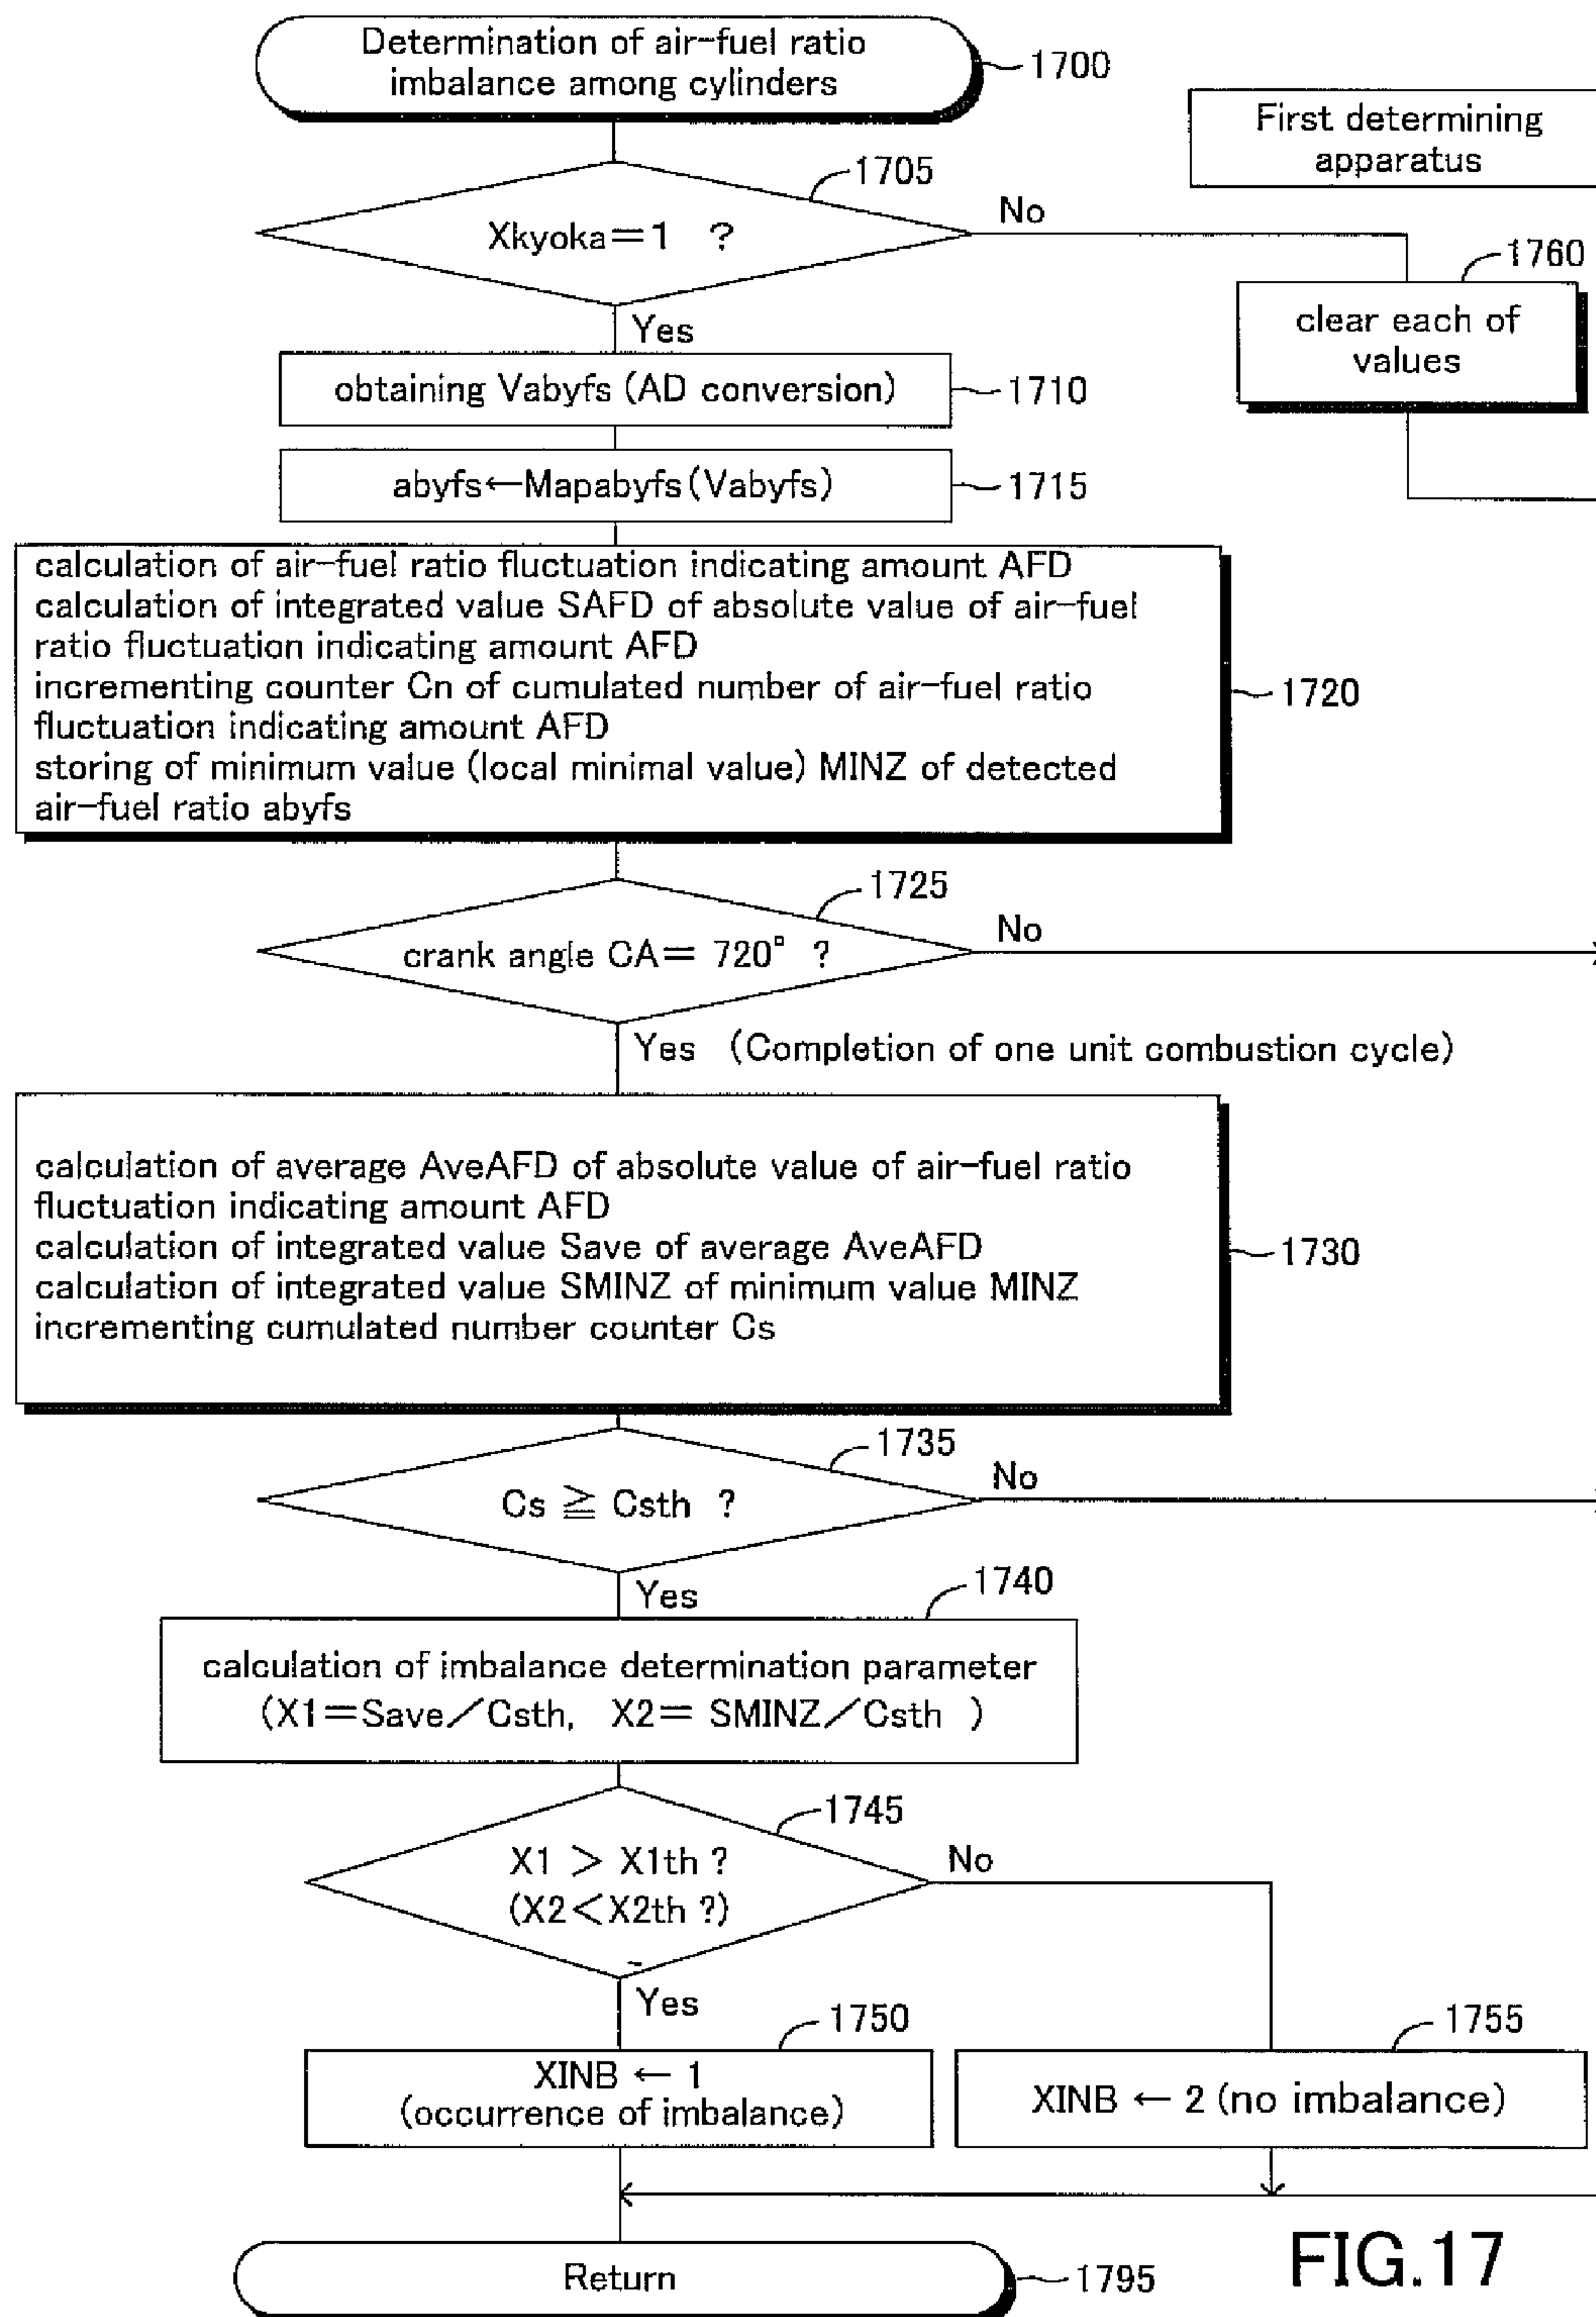 Determination of air-fuel ratio
imbalance among cylinders
1700
First determining
apparatus
1705
Xkyoka=1 ?
No
1760
clear each of
values
Yes
obtaining Vabyfs (AD conversion)
1710
abyfs←Mapabyfs(Vabyfs)
1715
calculation of air-fuel ratio fluctuation indicating amount AFD
calculation of integrated value SAFD of absolute value of air-fuel
ratio fluctuation indicating amount AFD
incrementing counter Cn of cumulated number of air-fuel ratio
fluctuation indicating amount AFD
storing of minimum value (local minimal value) MINZ of detected
air-fuel ratio abyfs
1720
1725
crank angle CA= 720° ?
No
Yes (Completion of one unit combustion cycle)
calculation of average AveAFD of absolute value of air-fuel ratio
fluctuation indicating amount AFD
calculation of integrated value Save of average AveAFD
calculation of integrated value SMINZ of minimum value MINZ
incrementing cumulated number counter Cs
1730
1735
Cs ≧ Csth ?
No
Yes
1740
calculation of imbalance determination parameter
(X1=Save/Csth, X2= SMINZ/Csth )
1745
X1 > X1th ?
(X2<X2th ?)
No
Yes
1750
XINB ← 1
(occurrence of imbalance)
1755
XINB ← 2 (no imbalance)
Return
1795
FIG.17